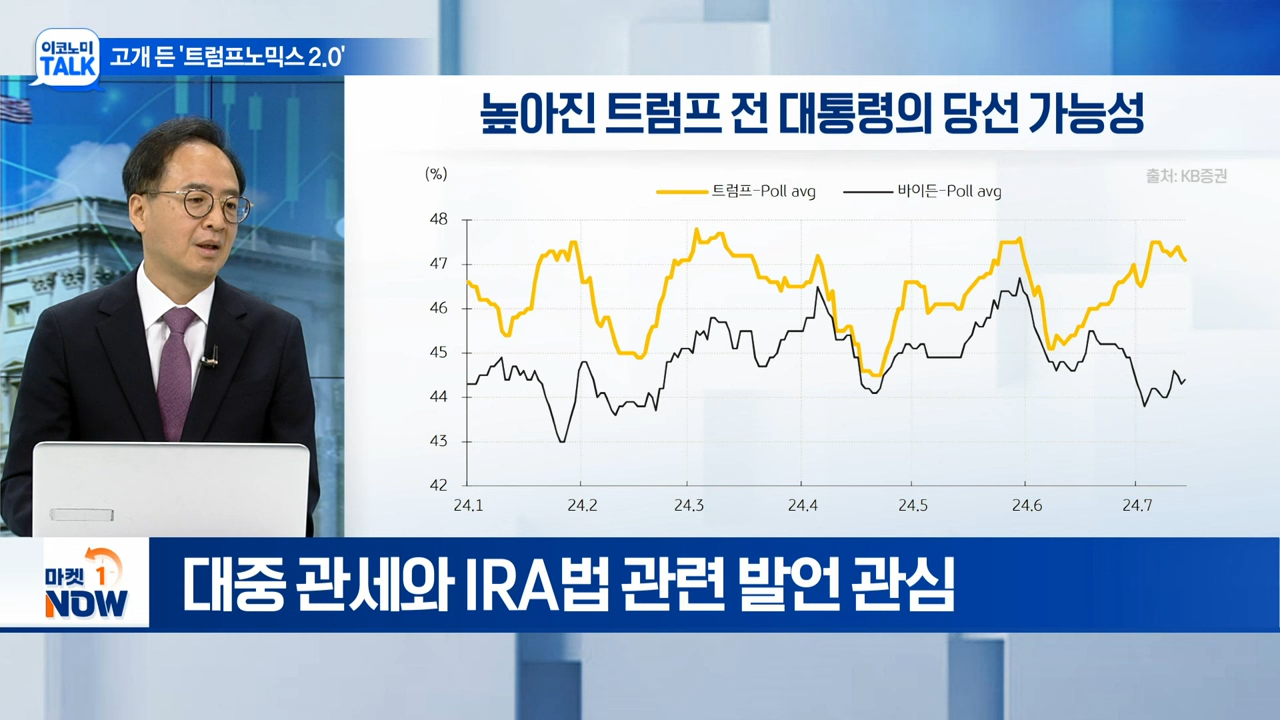 이코노미
TALK
고개 든 '트럼프노믹스 2.0'
높아진 트럼프 전 대통령의 당선 가능성
(%)
출처: KB증권
트럼프-Poll avg
바이든-Poll avg
48
47
46
45
44
43
42
24.1
24.2
24.3
24.4
24.5
24.6
24.7
마켓 1
NOW
대중 관세와 IRA법 관련 발언 관심